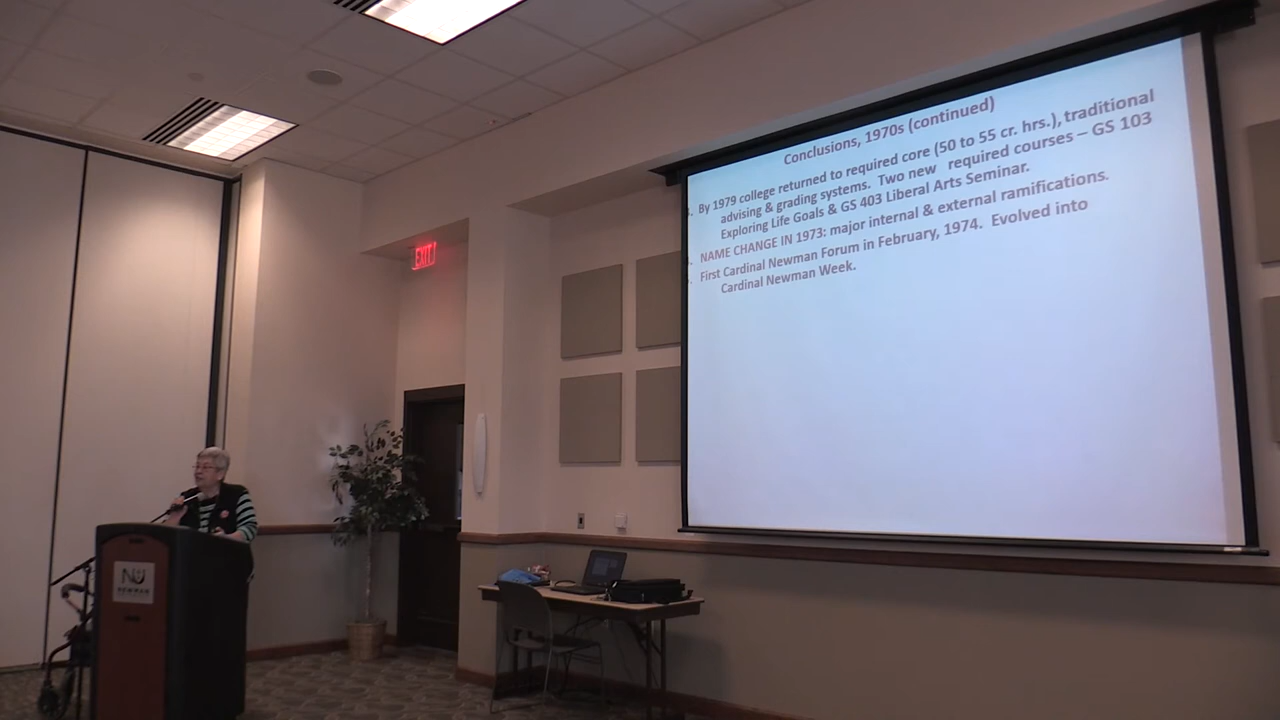 Conclusions, 1970s (continued)
By 1979 college returned to required core (50 to 55 cr. hrs.), traditional
advising & grading systems. Two new required courses – GS 103
Exploring Life Goals & GS 403 Liberal Arts Seminar.
NAME CHANGE IN 1973: major internal & external ramifications.
First Cardinal Newman Forum in February, 1974. Evolved into
Cardinal Newman Week.
EXIT
NU
NEWMAN